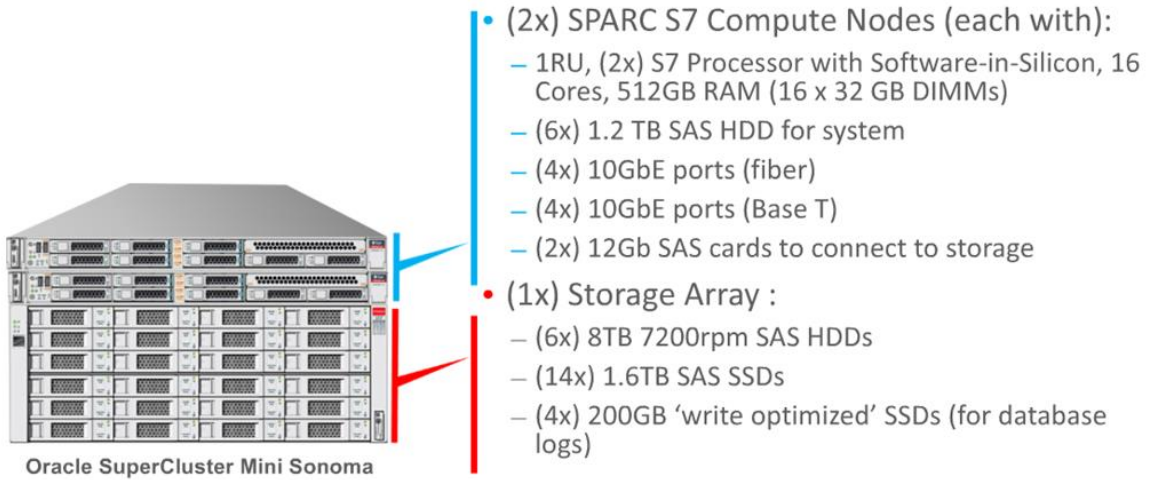 • (2x) SPARC S7 Compute Nodes (each with):
– 1RU, (2x) S7 Processor with Software-in-Silicon, 16
Cores, 512GB RAM (16 x 32 GB DIMMs)
– (6x) 1.2 TB SAS HDD for system
– (4x) 10GbE ports (fiber)
– (4x) 10GbE ports (Base T)
– (2x) 12Gb SAS cards to connect to storage
• (1x) Storage Array :
– (6x) 8TB 7200rpm SAS HDDs
– (14x) 1.6TB SAS SSDs
– (4x) 200GB ‘write optimized’ SSDs (for database
logs)
Oracle SuperCluster Mini Sonoma